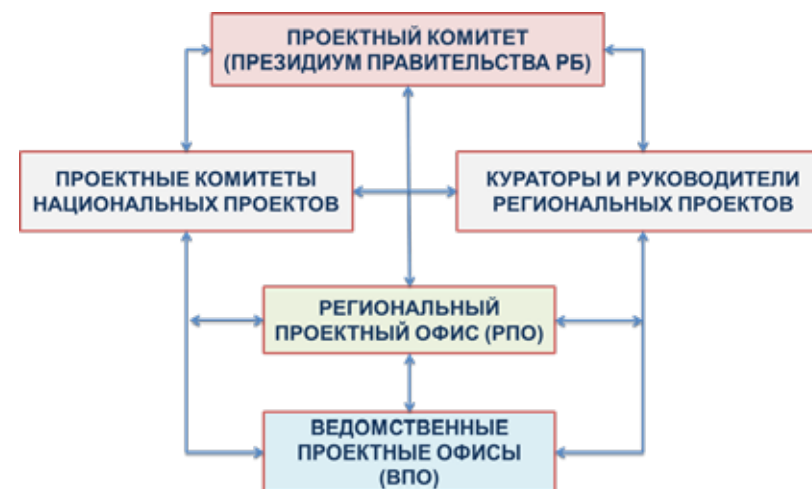 ПРОЕКТНЫЙ КОМИТЕТ
(ПРЕЗИДИУМ ПРАВИТЕЛЬСТВА РБ)
ПРОЕКТНЫЕ КОМИТЕТЫ
НАЦИОНАЛЬНЫХ ПРОЕКТОВ
КУРАТОРЫ И РУКОВОДИТЕЛИ
РЕГИОНАЛЬНЫХ ПРОЕКТОВ
РЕГИОНАЛЬНЫЙ
ПРОЕКТНЫЙ ОФИС (РПО)
ВЕДОМСТВЕННЫЕ
ПРОЕКТНЫЕ ОФИСЫ
(ВПО)